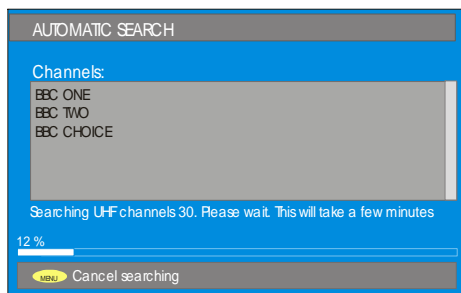 AUTOMATIC SEARCH
Channels:
BBC ONE
BBC TWO
BBC CHOICE
Searching UHF channels 30. Please wait. This will take a few minutes
12 %
MENU Cancel searching